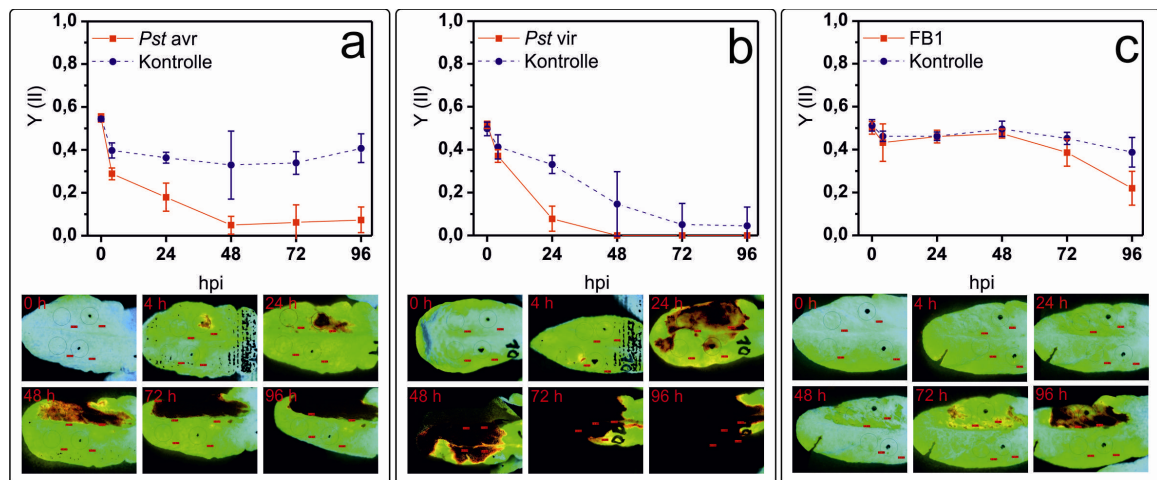 a
Pst avr
Kontrolle
Y (II)
1,0
0,8
0,6
0,4
0,2
0,0
0 24 48 72 96
hpi
0 h 4 h 24 h
48 h 72 h 96 h
b
Pst vir
Kontrolle
Y (II)
1,0
0,8
0,6
0,4
0,2
0,0
0 24 48 72 96
hpi
0 h 4 h 24 h
48 h 72 h 96 h
c
FB1
Kontrolle
Y (II)
1,0
0,8
0,6
0,4
0,2
0,0
0 24 48 72 96
hpi
0 h 4 h 24 h
48 h 72 h 96 h